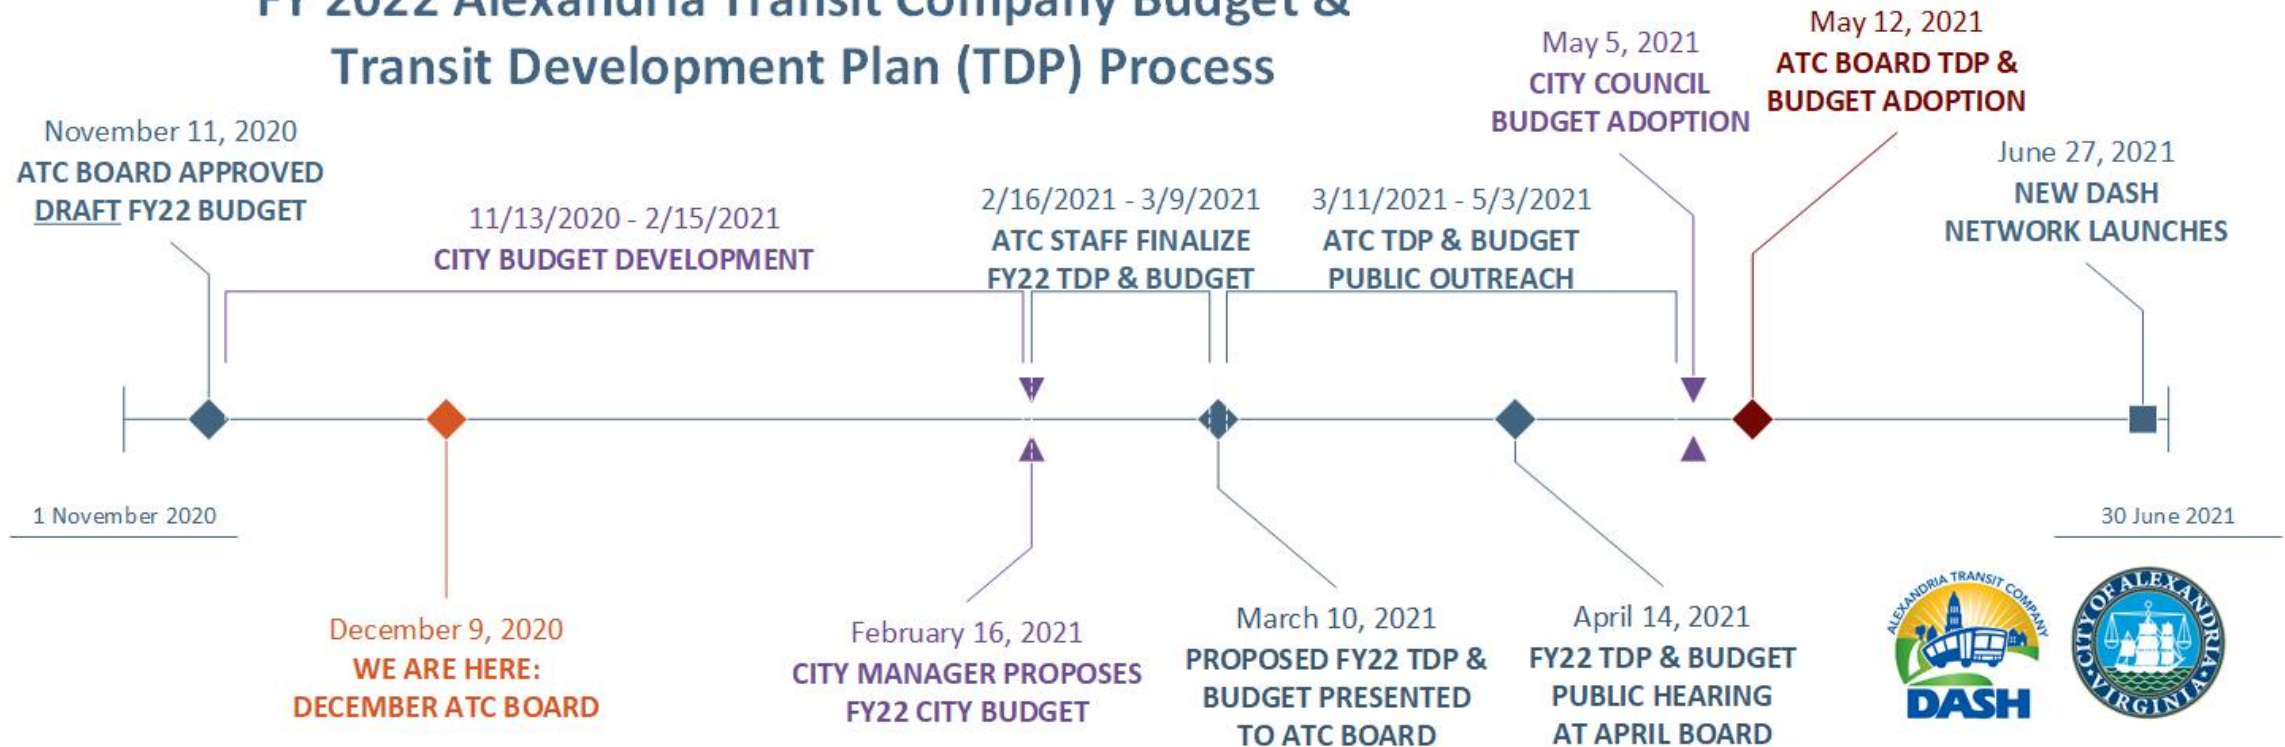 FY 2022 Alexandria Transit Company Budget &
Transit Development Plan (TDP) Process
November 11, 2020
ATC BOARD APPROVED
DRAFT FY22 BUDGET
11/13/2020 - 2/15/2021
CITY BUDGET DEVELOPMENT
2/16/2021 - 3/9/2021
ATC STAFF FINALIZE
FY22 TDP & BUDGET
3/11/2021 - 5/3/2021
ATC TDP & BUDGET
PUBLIC OUTREACH
May 5, 2021
CITY COUNCIL
BUDGET ADOPTION
May 12, 2021
ATC BOARD TDP &
BUDGET ADOPTION
June 27, 2021
NEW DASH
NETWORK LAUNCHES
1 November 2020
30 June 2021
December 9, 2020
WE ARE HERE:
DECEMBER ATC BOARD
February 16, 2021
CITY MANAGER PROPOSES
FY22 CITY BUDGET
March 10, 2021
PROPOSED FY22 TDP &
BUDGET PRESENTED
TO ATC BOARD
April 14, 2021
FY22 TDP & BUDGET
PUBLIC HEARING
AT APRIL BOARD
ALEXANDRIA TRANSIT COMPANY
DASH
CITY OF ALEXANDRIA
VIRGINIA